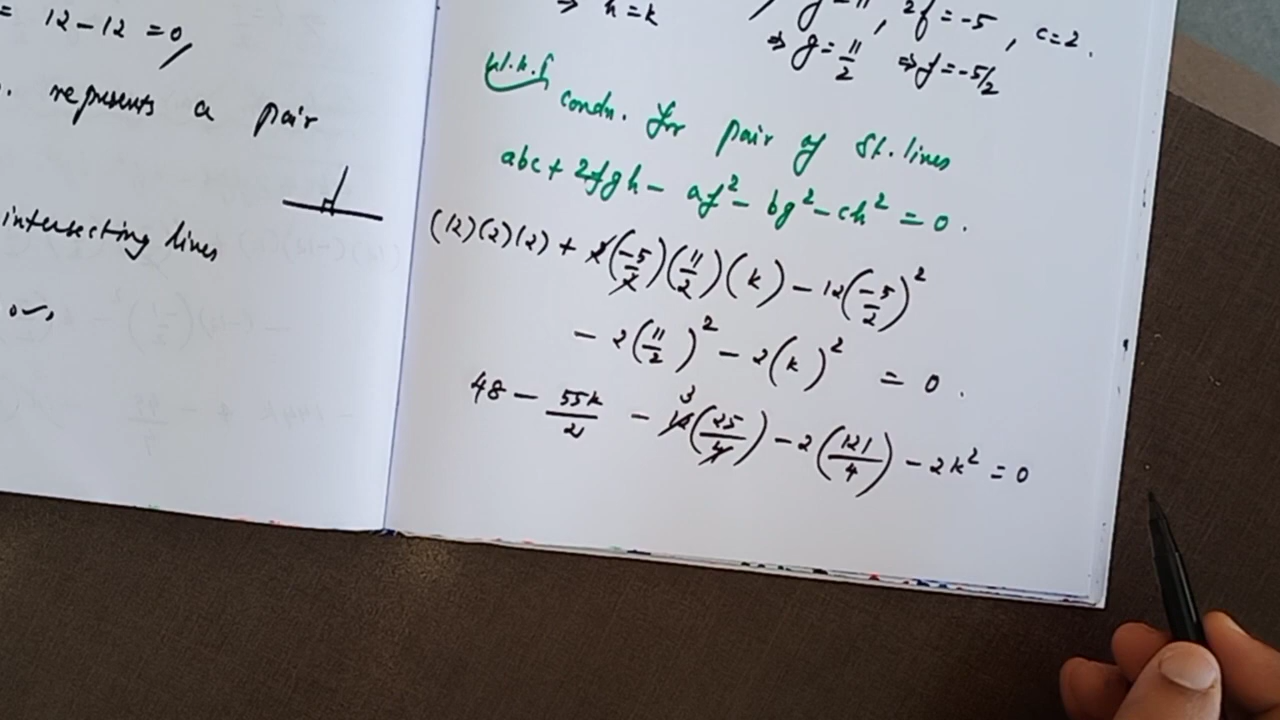 = 12 - 12 = 0
represents a pair
intersecting lines
⇒ h = k
, 2f = -5 , c = 2 .
⇒ g = 11/2 ⇒ f = -5/2
W.k.t
condn. for pair of St. lines
abc + 2fgh - af² - bg² - ch² = 0 .
(12)(2)(2) + 2(-5/2)(11/2)(k) - 12(-5/2)²
- 2(11/2)² - 2(k)² = 0 .
48 - 55k/2 - 12(25/4) 3 - 2(121/4) - 2k² = 0